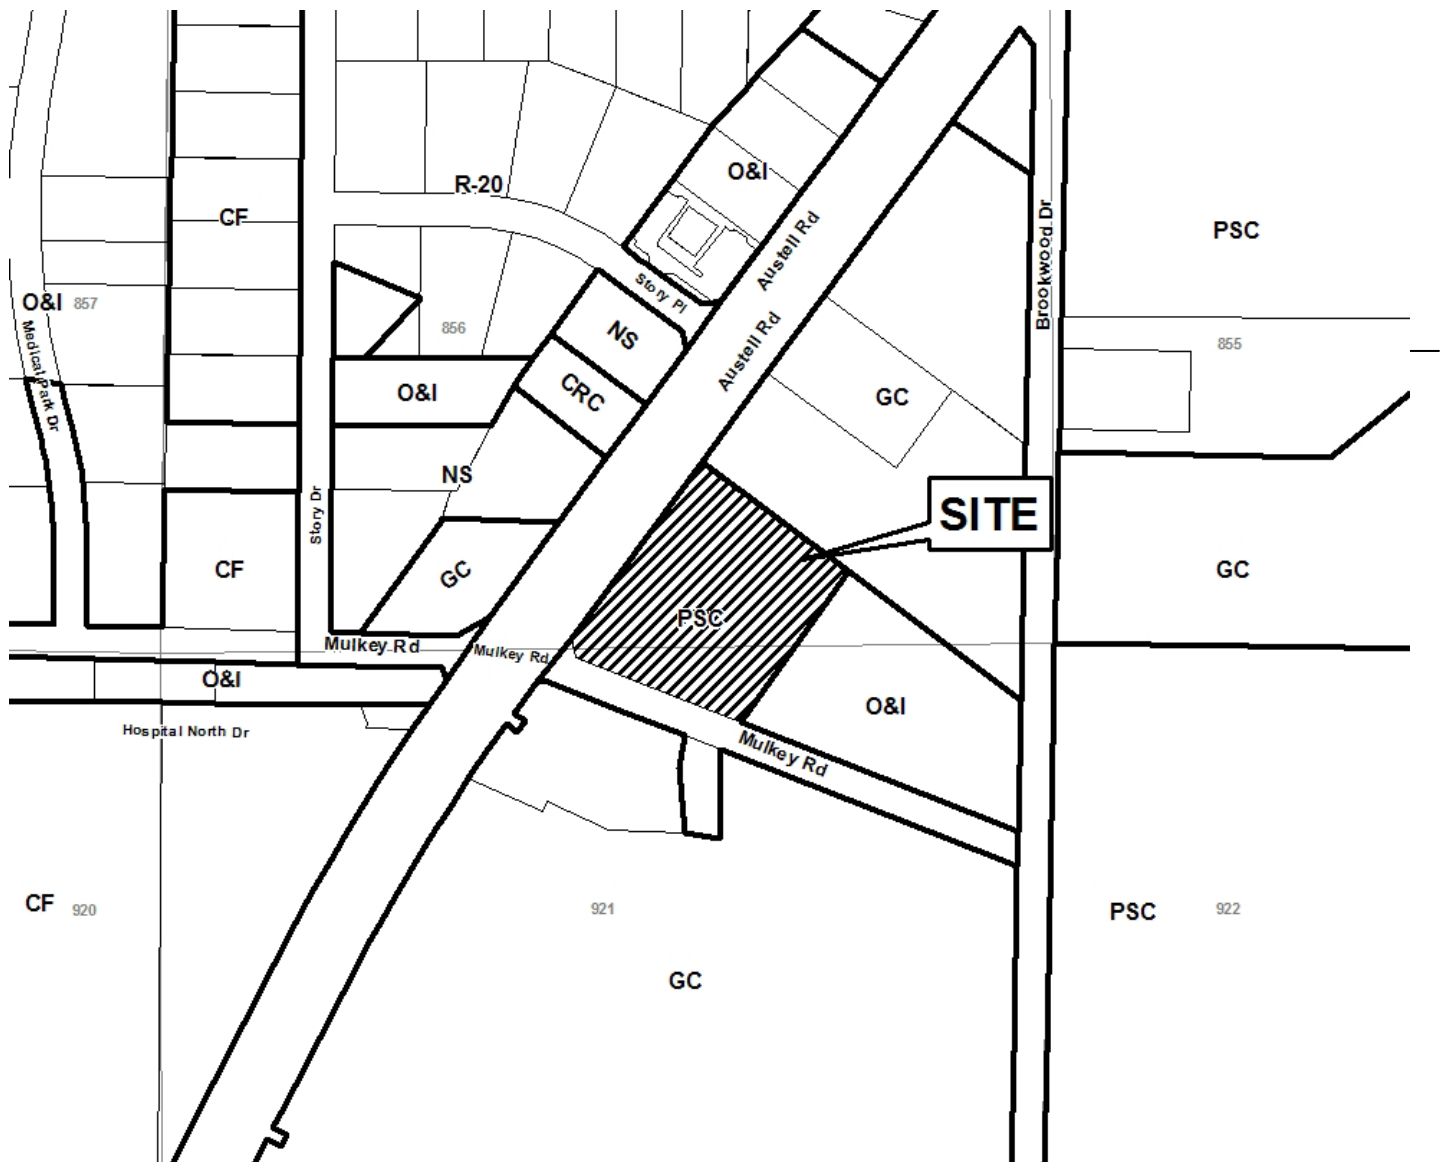 O&I
R-20
CF
Austell Rd
Brookwood Dr
PSC
Story Pl
O&I
857
856
NS
Austell Rd
855
Medical Park Dr
O&I
CRC
GC
NS
SITE
Story Dr
CF
GC
GC
PSC
Mulkey Rd
Mulkey Rd
O&I
O&I
Hospital North Dr
Mulkey Rd
CF
920
921
PSC
922
GC